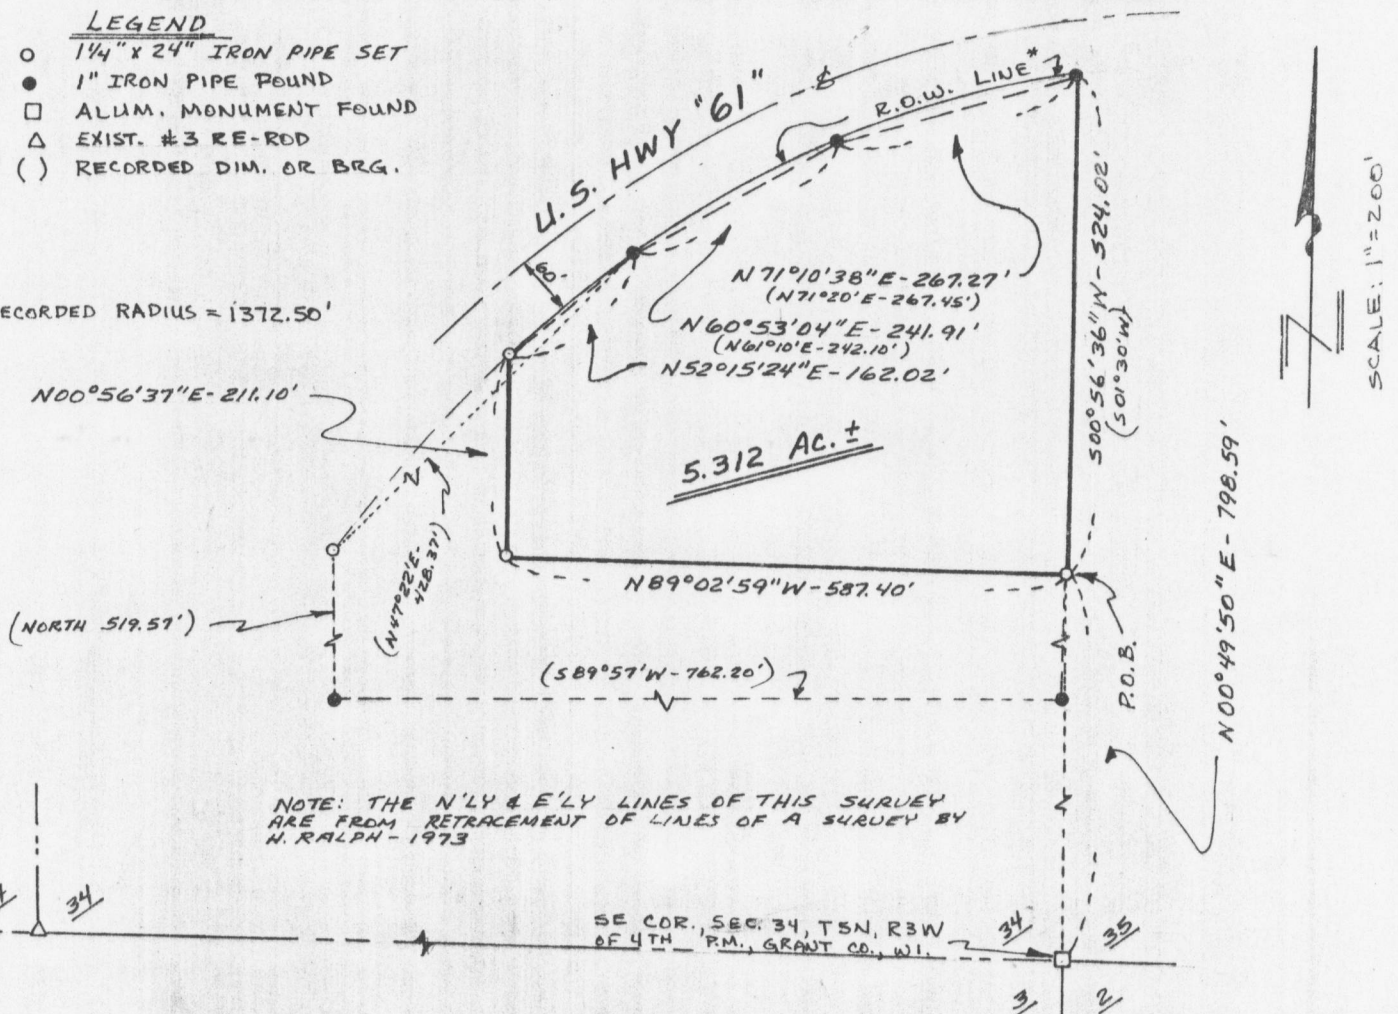 LEGEND
1¼" x 24" IRON PIPE SET
1" IRON PIPE FOUND
ALUM. MONUMENT FOUND
EXIST. #3 RE-ROD
( ) RECORDED DIM. OR BRG.
U.S. HWY "61"
R.O.W. LINE*
ECORDED RADIUS = 1372.50'
N71°10'38"E-267.27'
(N71°20'E-267.45')
N60°53'04"E-241.91'
(N61°10'E-242.10')
N52°15'24"E-162.02'
N00°56'37"E-211.10'
5.312 AC.±
S00°56'36"W-524.02'
(S01°30'W)
SCALE: 1"=200'
N00°49'50"E-798.59'
N89°02'59"W-587.40'
(N47°22'E-
428.37')
(NORTH 519.57')
(S89°57'W-762.20')
P.O.B.
NOTE: THE N'LY & E'LY LINES OF THIS SURVEY
ARE FROM RETRACEMENT OF LINES OF A SURVEY BY
H. RALPH-1973
34
SE COR., SEC. 34, T5N, R3W
OF 4TH P.M., GRANT CO., WI.
34
35
3
2